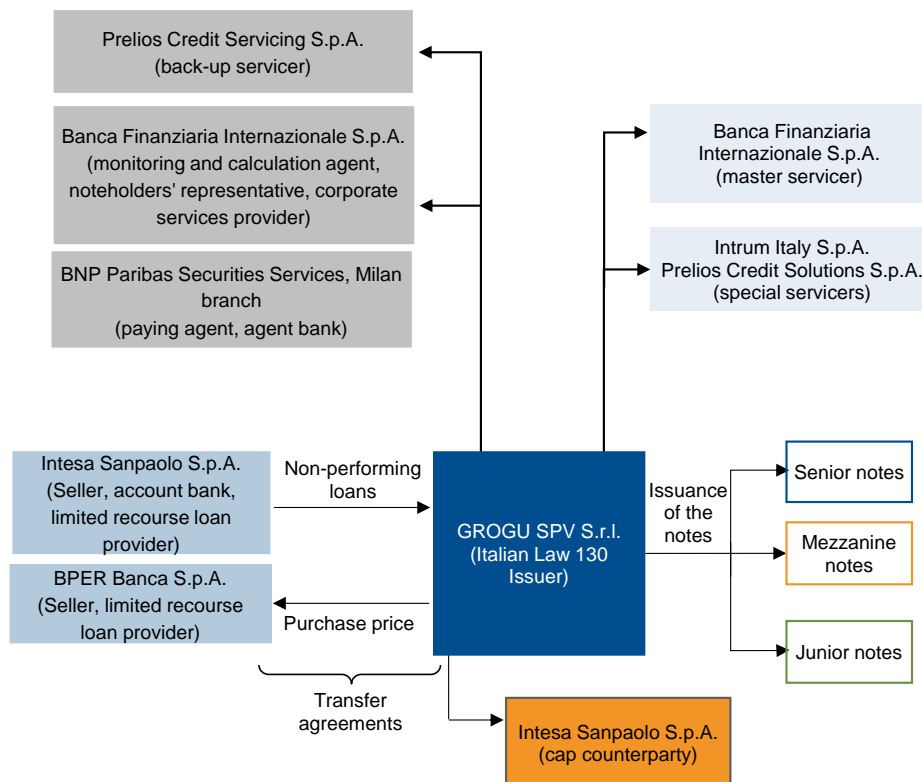 Prelios Credit Servicing S.p.A.
(back-up servicer)
Banca Finanziaria Internazionale S.p.A.
(monitoring and calculation agent,
noteholders' representative, corporate
services provider)
BNP Paribas Securities Services, Milan
branch
(paying agent, agent bank)
Banca Finanziaria
Internazionale S.p.A.
(master servicer)
Intrum Italy S.p.A.
Prelios Credit Solutions S.p.A.
(special servicers)
Intesa Sanpaolo S.p.A.
(Seller, account bank,
limited recourse loan
provider)
BPER Banca S.p.A.
(Seller, limited recourse
loan provider)
Non-performing
loans
Purchase price
Transfer
agreements
GROGU SPV S.r.l.
(Italian Law 130
Issuer)
Issuance
of the
notes
Senior notes
Mezzanine
notes
Junior notes
Intesa Sanpaolo S.p.A.
(cap counterparty)